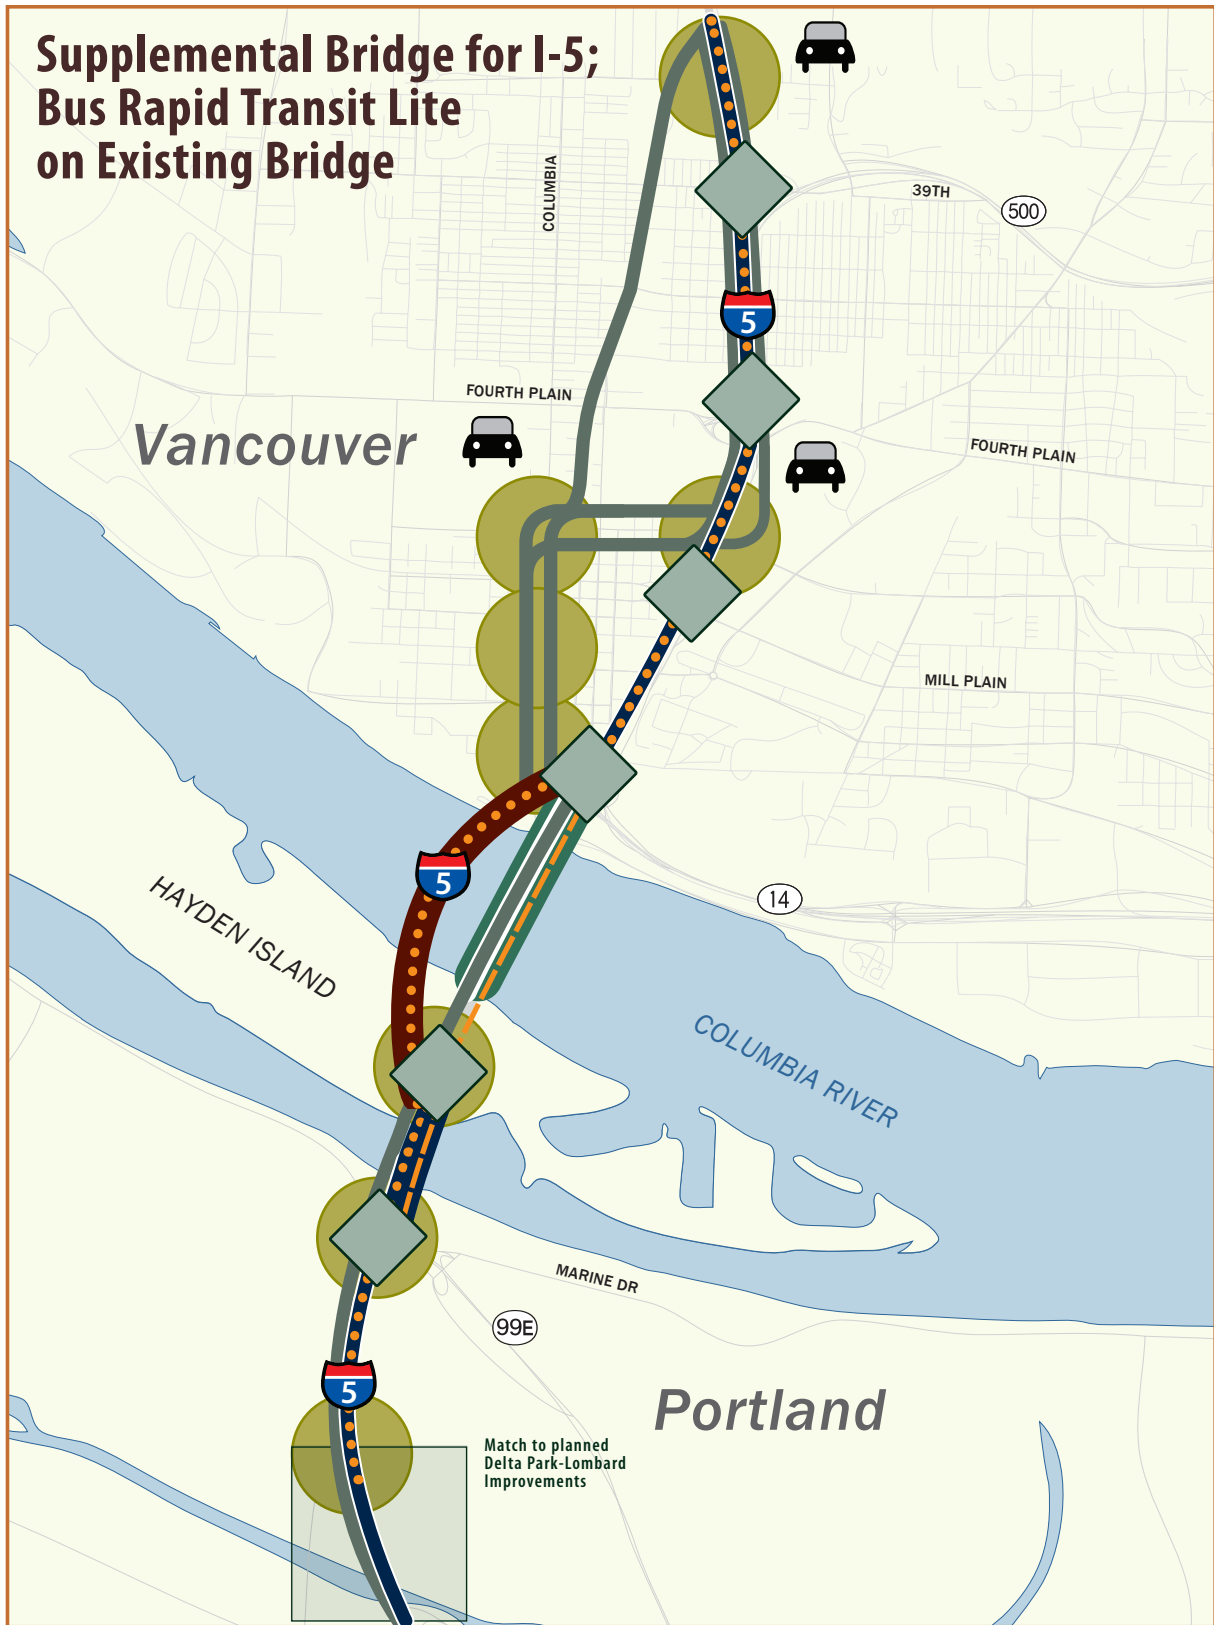 Supplemental Bridge for I-5;
Bus Rapid Transit Lite
on Existing Bridge
COLUMBIA
39TH
500
5
FOURTH PLAIN
Vancouver
FOURTH PLAIN
MILL PLAIN
5
HAYDEN ISLAND
14
COLUMBIA RIVER
MARINE DR
99E
5
Portland
Match to planned
Delta Park-Lombard
Improvements